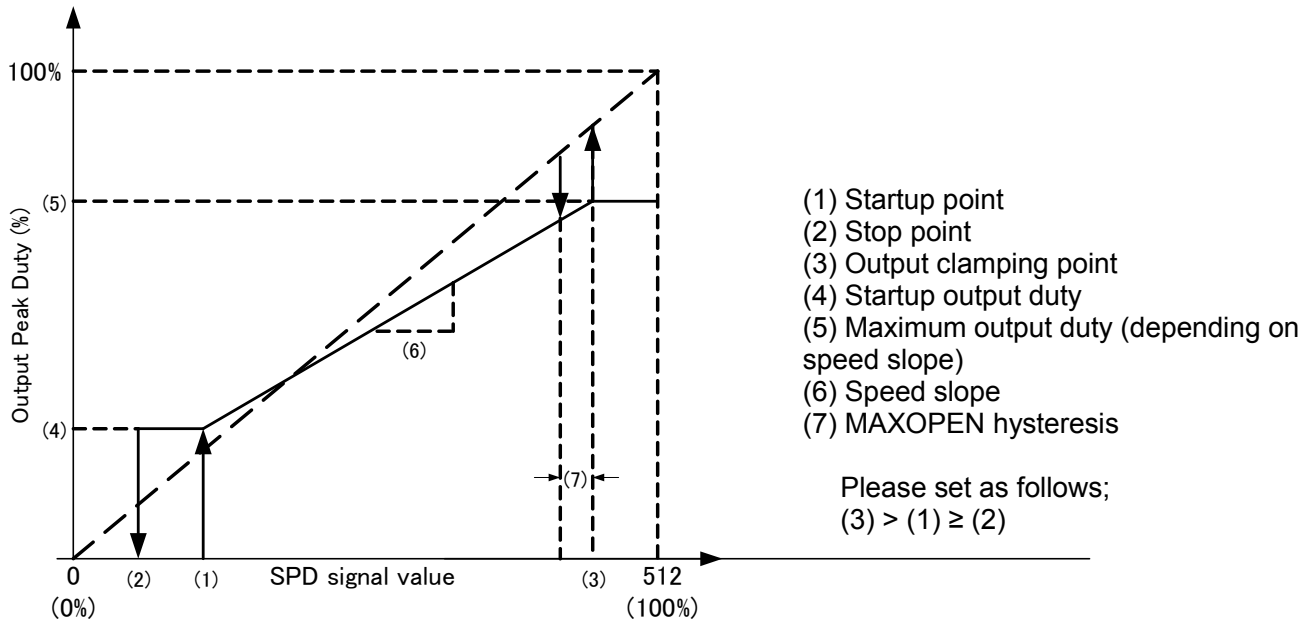 100%
(5)
Output Peak Duty (%)
(4)
(6)
(7)
0
(0%)
(2)
(1)
SPD signal value
(3)
512
(100%)
(1) Startup point
(2) Stop point
(3) Output clamping point
(4) Startup output duty
(5) Maximum output duty (depending on
speed slope)
(6) Speed slope
(7) MAXOPEN hysteresis
Please set as follows;
(3) > (1) ≥ (2)